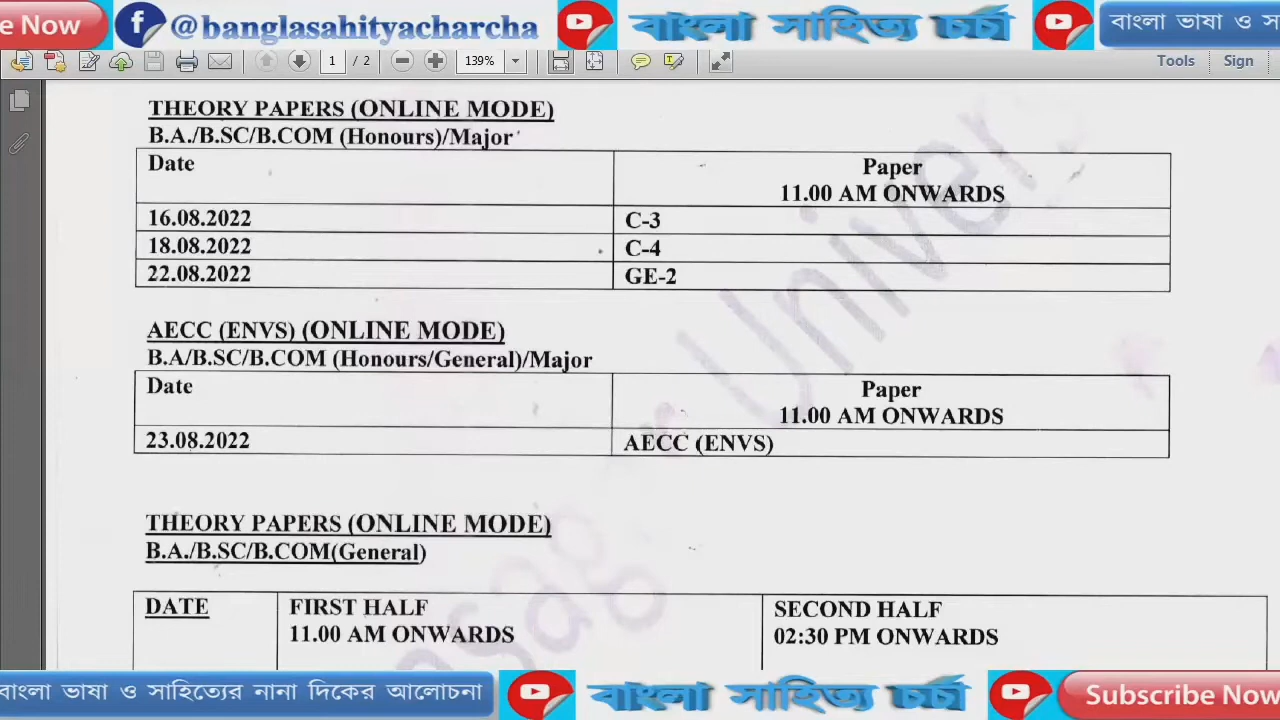 e Now
@banglasahityacharcha
বাংলা সাহিত্য চর্চা
বাংলা ভাষা ও স
1 / 2
139%
Tools
Sign
THEORY PAPERS (ONLINE MODE)
B.A./B.SC/B.COM (Honours)/Major
Date
Paper
11.00 AM ONWARDS
16.08.2022 C-3
18.08.2022 C-4
22.08.2022 GE-2
AECC (ENVS) (ONLINE MODE)
B.A/B.SC/B.COM (Honours/General)/Major
Date
Paper
11.00 AM ONWARDS
23.08.2022 AECC (ENVS)
THEORY PAPERS (ONLINE MODE)
B.A./B.SC/B.COM(General)
DATE FIRST HALF SECOND HALF
11.00 AM ONWARDS 02:30 PM ONWARDS
বাংলা ভাষা ও সাহিত্যের নানা দিকের আলোচনা
বাংলা সাহিত্য চর্চা
Subscribe Now